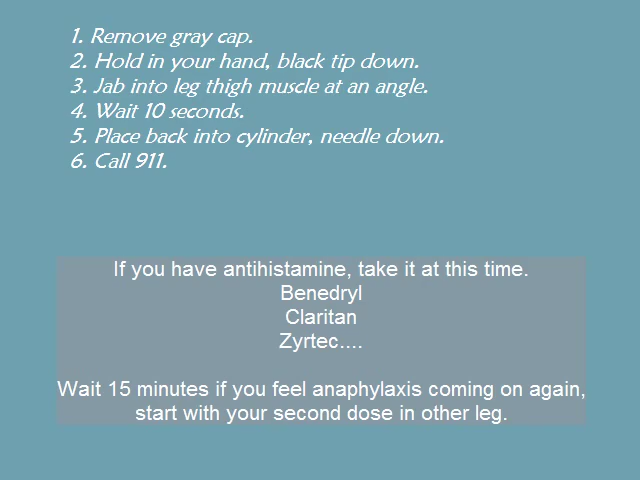 1. Remove gray cap.
2. Hold in your hand, black tip down.
3. Jab into leg thigh muscle at an angle.
4. Wait 10 seconds.
5. Place back into cylinder, needle down.
6. Call 911.
If you have antihistamine, take it at this time.
Benedryl
Claritan
Zyrtec....
Wait 15 minutes if you feel anaphylaxis coming on again,
start with your second dose in other leg.